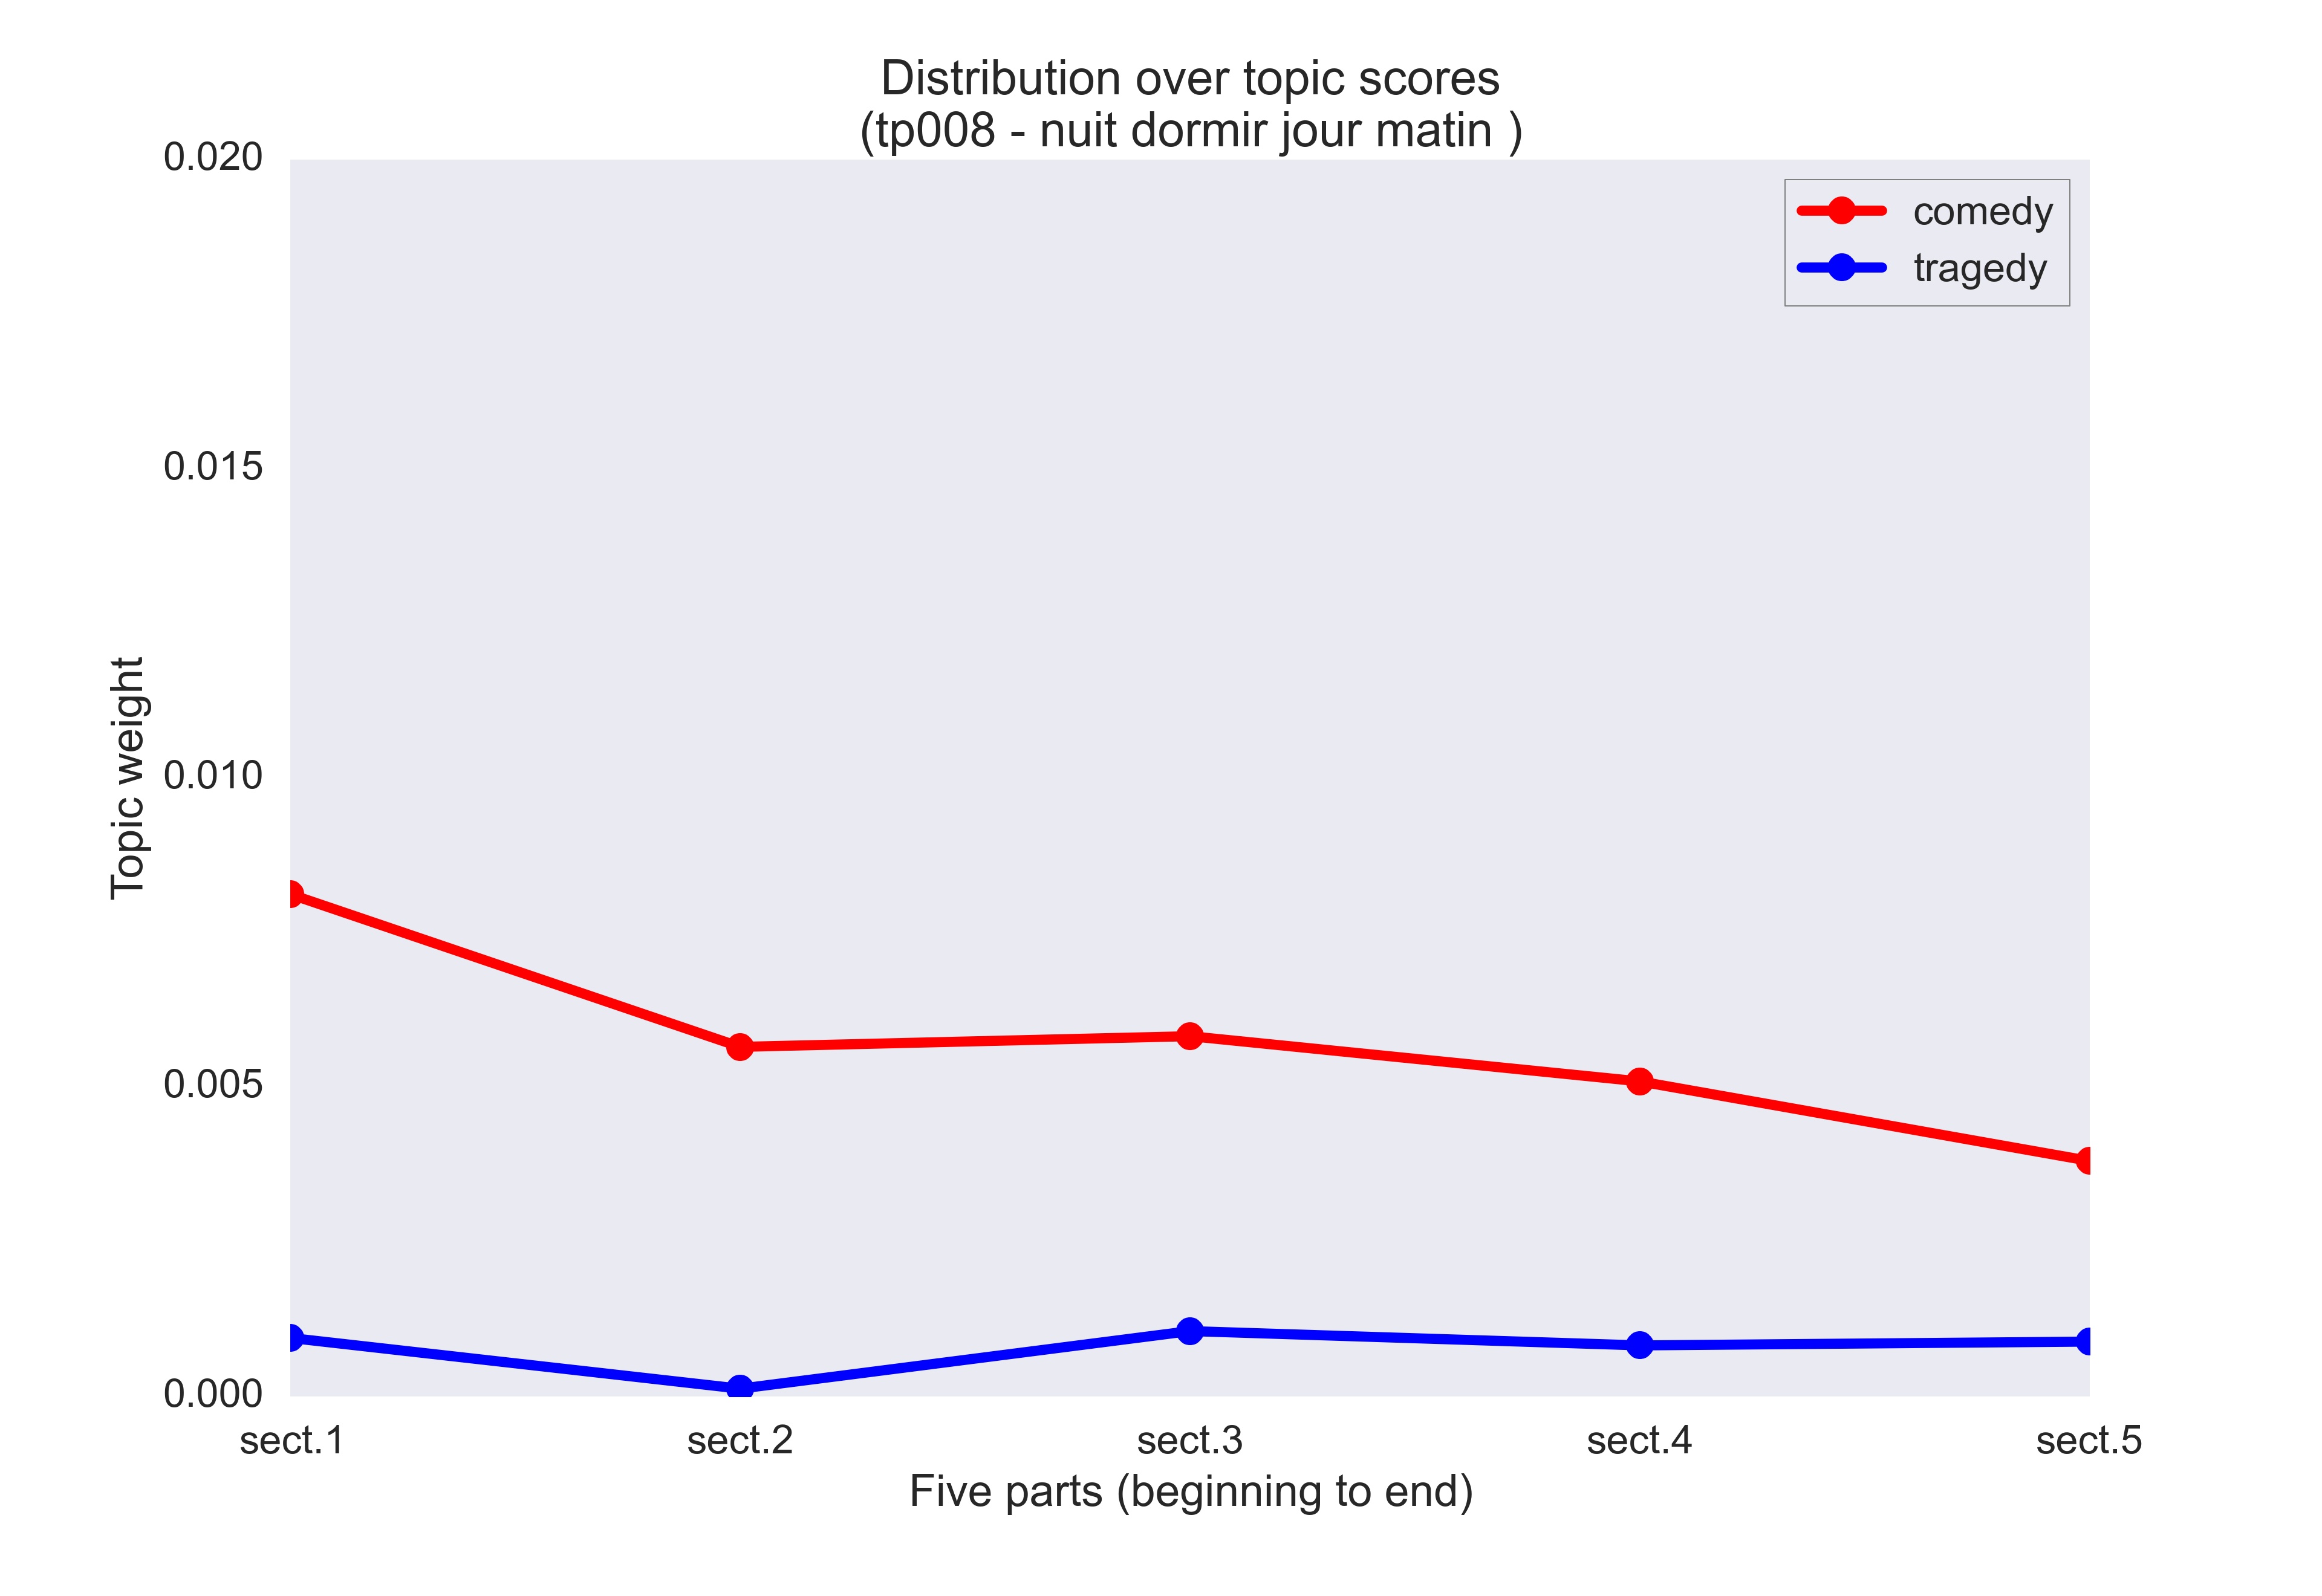 Distribution over topic scores
(tp008 - nuit dormir jour matin )
comedy
tragedy
Topic weight
0.020
0.015
0.010
0.005
0.000
sect.1
sect.2
sect.3
sect.4
sect.5
Five parts (beginning to end)